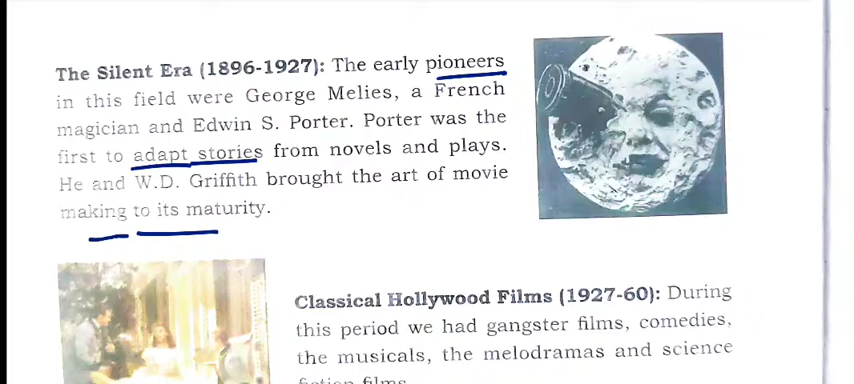 The Silent Era (1896-1927): The early pioneers
in this field were George Melies, a French
magician and Edwin S. Porter. Porter was the
first to adapt stories from novels and plays.
He and W.D. Griffith brought the art of movie
making to its maturity.
Classical Hollywood Films (1927-60): During
this period we had gangster films, comedies,
the musicals, the melodramas and science
fiction films.